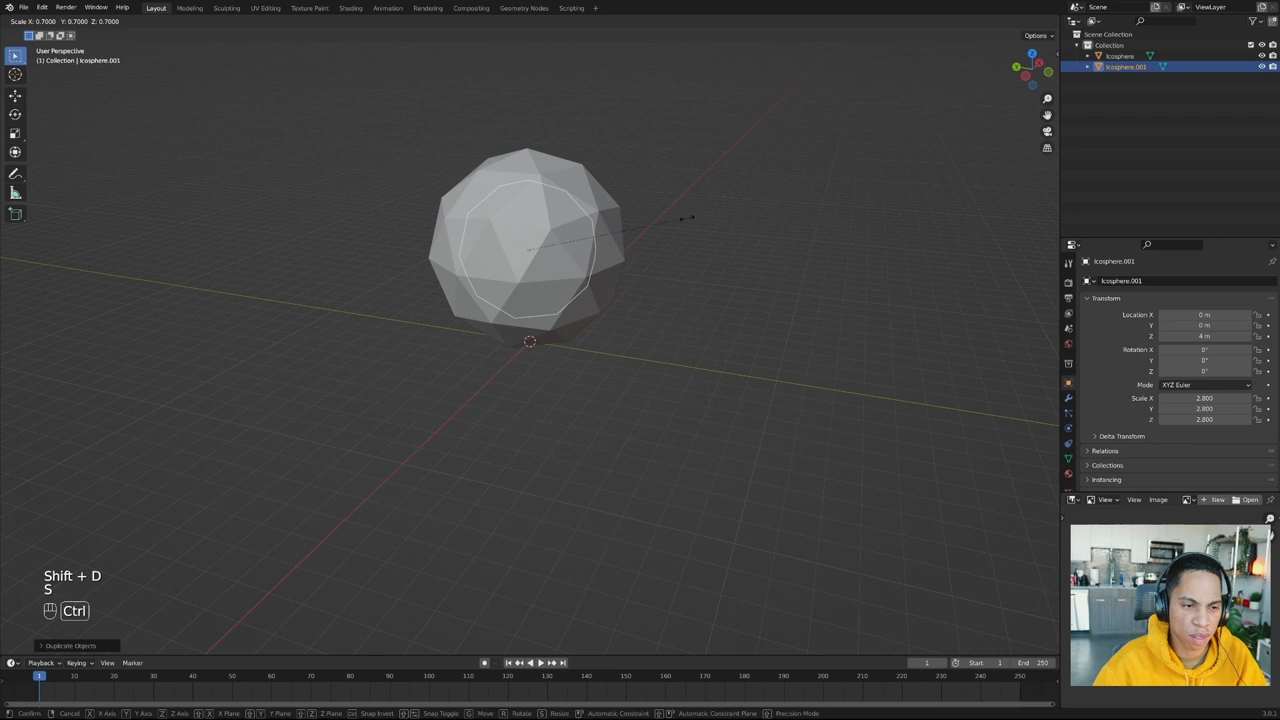 File Edit Render Window Help Layout Modeling Sculpting UV Editing Texture Paint Shading Animation Rendering Compositing Geometry Nodes Scripting + Scene ViewLayer
Scale X: 0.7000 Y: 0.7000 Z: 0.7000
Options
User Perspective
(1) Collection | Icosphere.001
Scene Collection
Collection
Icosphere
Icosphere.001
Z
Y
X
Icosphere.001
Icosphere.001
Transform
Location X 0 m
Y 0 m
Z 4 m
Rotation X 0°
Y 0°
Z 0°
Mode XYZ Euler
Scale X 2.800
Y 2.800
Z 2.800
Delta Transform
Relations
Collections
Instancing
View View Image + New Open
Shift + D
S
Ctrl
Duplicate Objects
Playback Keying View Marker 1 Start 1 End 250
1 10 20 30 40 50 60 70 80 90 100 110 120 130 140 150 160 170 180 190 200 210 220 230 240 250
Confirm Cancel X X Axis Y Y Axis Z Z Axis X X Plane Y Y Plane Z Z Plane Snap Invert Snap Toggle G Move R Rotate S Resize Automatic Constraint Automatic Constraint Plane Precision Mode 3.0.1